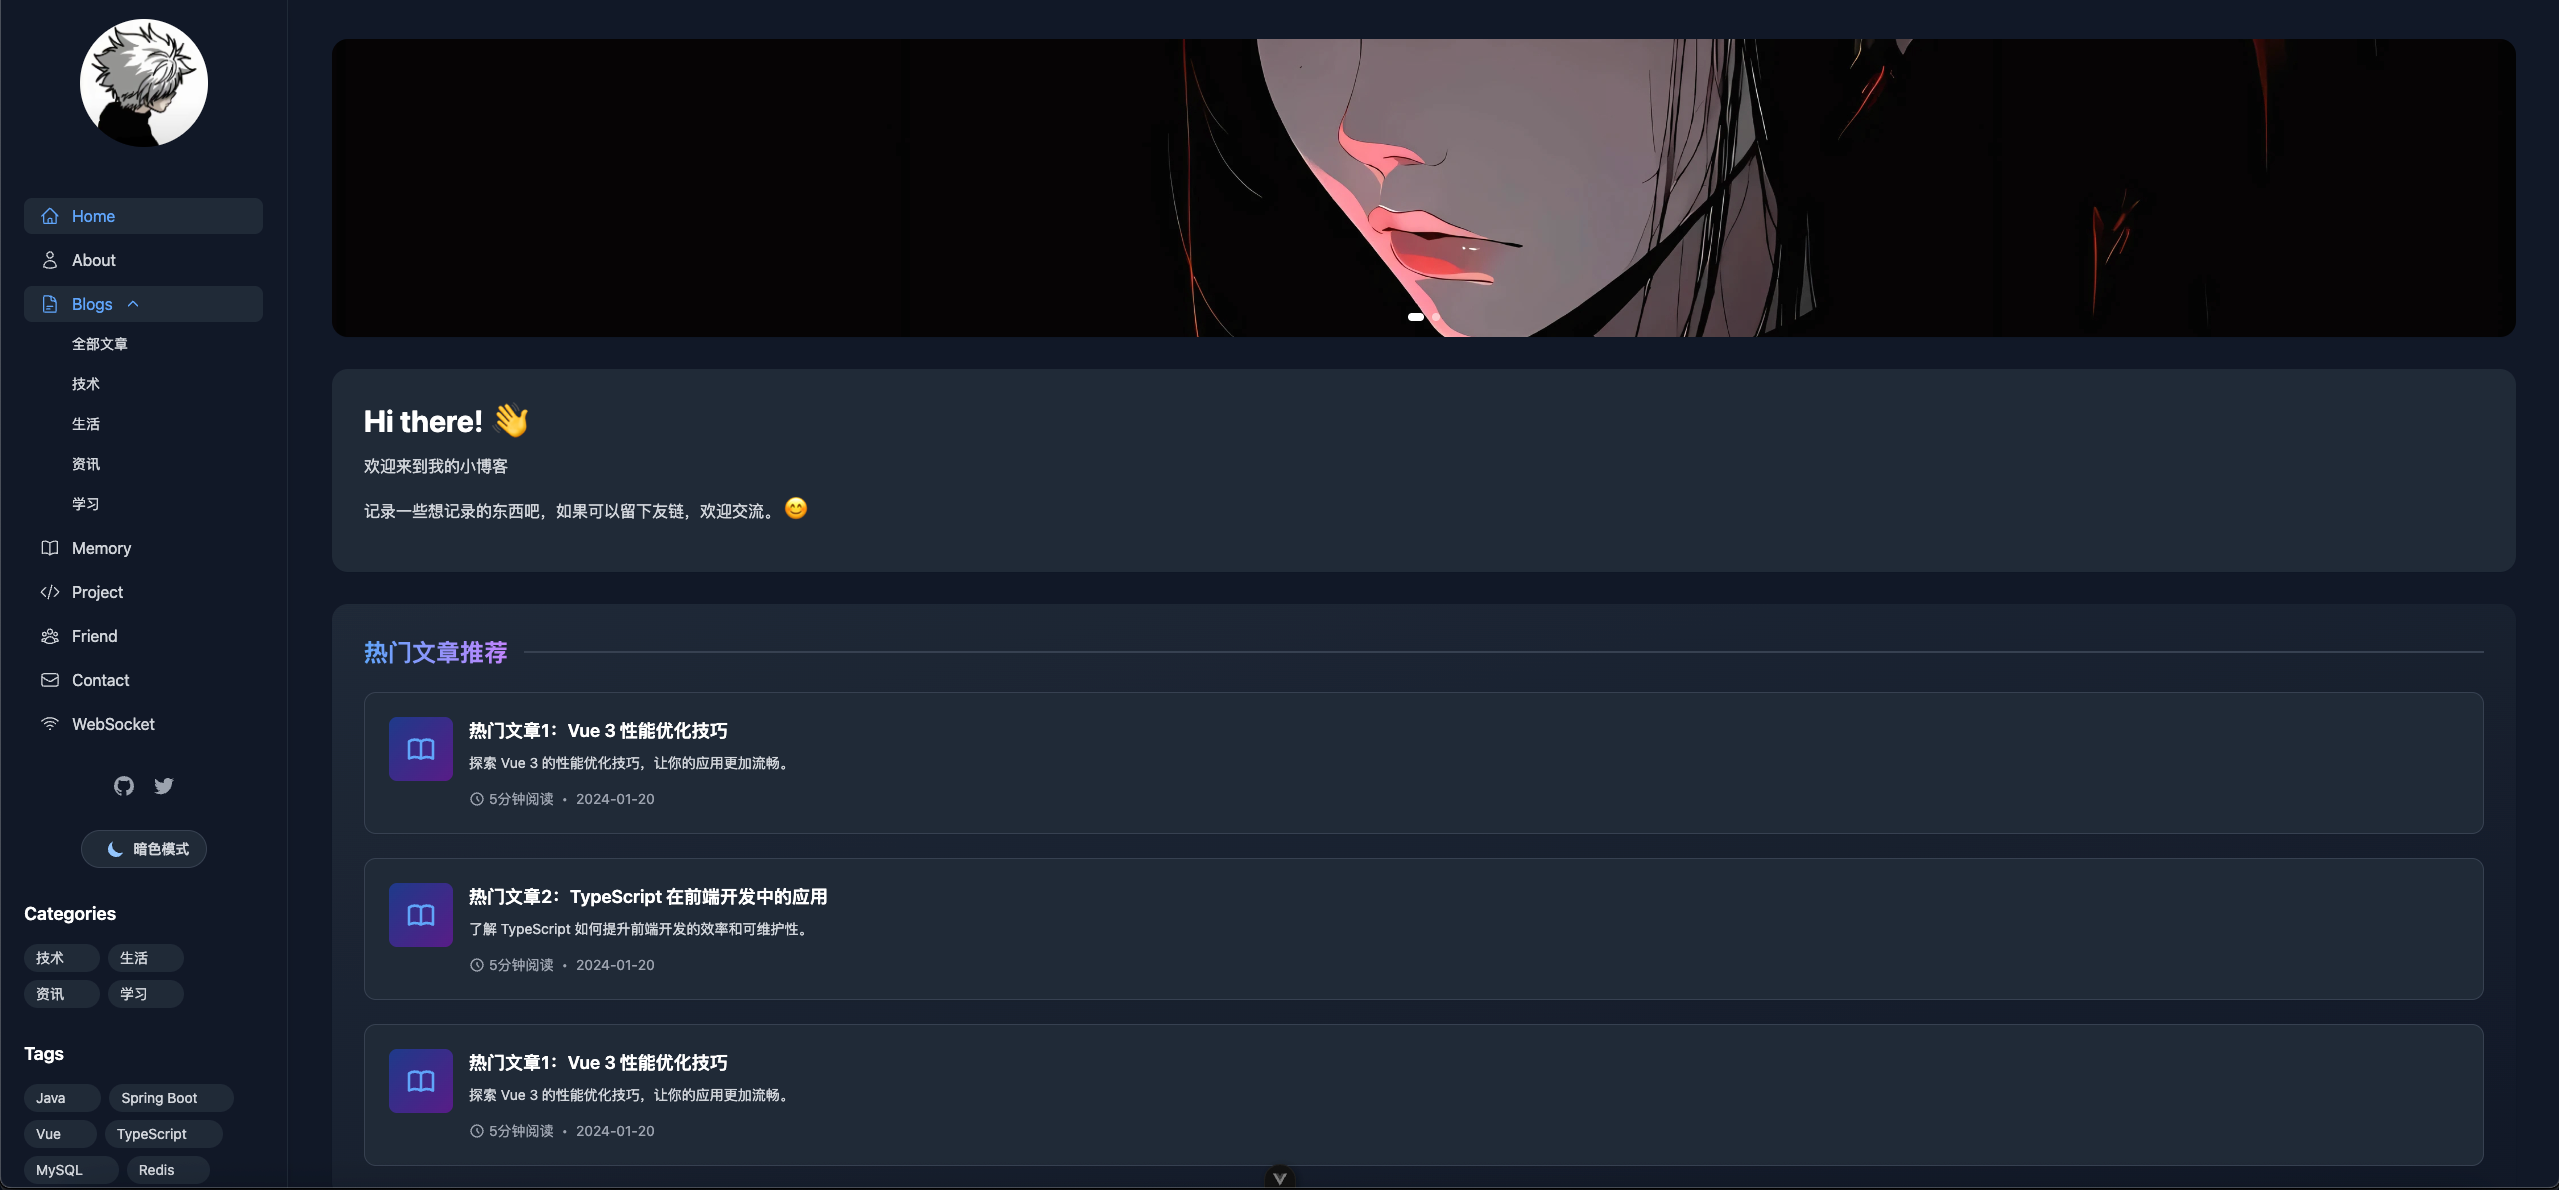 Home
About
Blogs
全部文章
技术
生活
资讯
学习
Memory
Project
Friend
Contact
WebSocket
暗色模式
Categories
技术 生活
资讯 学习
Tags
Java Spring Boot
Vue TypeScript
MySQL Redis
Hi there! 👋
欢迎来到我的小博客
记录一些想记录的东西吧，如果可以留下友链，欢迎交流。 😊
热门文章推荐
热门文章1：Vue 3 性能优化技巧
探索 Vue 3 的性能优化技巧，让你的应用更加流畅。
5分钟阅读 • 2024-01-20
热门文章2：TypeScript 在前端开发中的应用
了解 TypeScript 如何提升前端开发的效率和可维护性。
5分钟阅读 • 2024-01-20
热门文章1：Vue 3 性能优化技巧
探索 Vue 3 的性能优化技巧，让你的应用更加流畅。
5分钟阅读 • 2024-01-20